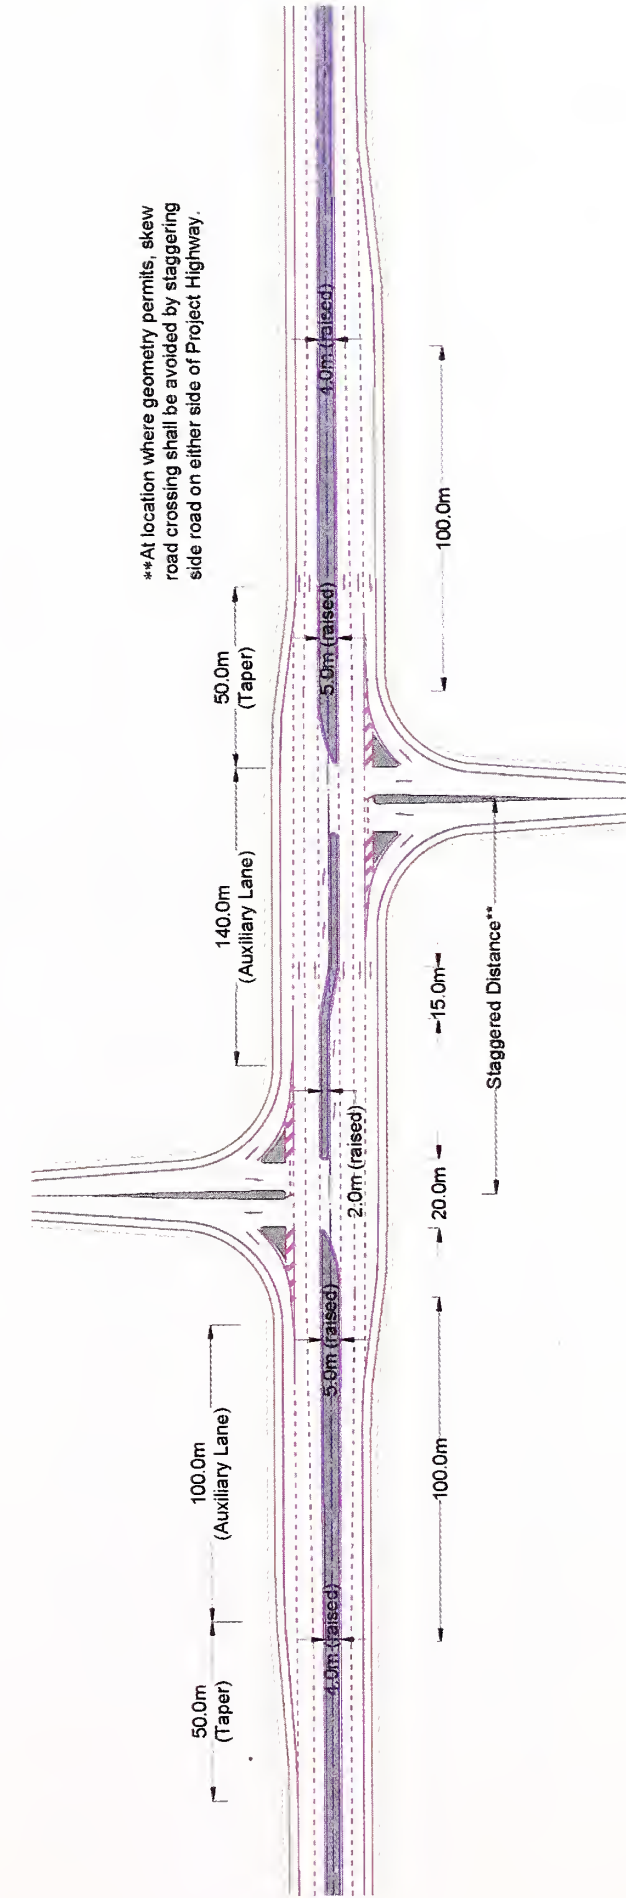 **At location where geometry permits, skew
road crossing shall be avoided by staggering
side road on either side of Project Highway.
50.0m
(Taper)
100.0m
(Auxiliary Lane)
140.0m
(Auxiliary Lane)
50.0m
(Taper)
4.0m (raised)
5.0m (raised)
2.0m (raised)
5.0m (raised)
4.0m (raised)
100.0m
20.0m
15.0m
100.0m
Staggered Distance**